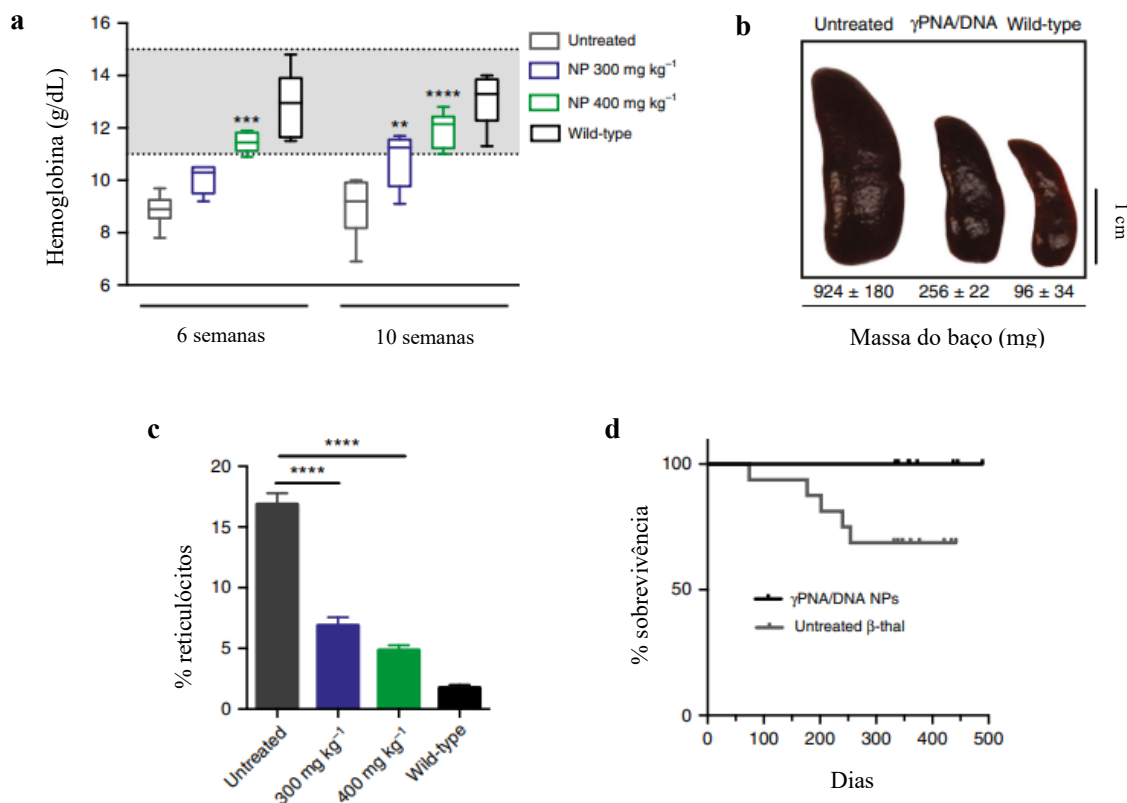 a
Hemoglobina (g/dL)
16
14
12
10
8
6
***
**
****
Untreated
NP 300 mg kg⁻¹
NP 400 mg kg⁻¹
Wild-type
6 semanas
10 semanas
b
Untreated γPNA/DNA Wild-type
1 cm
924 ± 180 256 ± 22 96 ± 34
Massa do baço (mg)
c
% reticulócitos
20
15
10
5
0
****
****
Untreated
300 mg kg⁻¹
400 mg kg⁻¹
Wild-type
d
% sobrevivência
100
50
0
γPNA/DNA NPs
Untreated β-thal
0 100 200 300 400 500
Dias